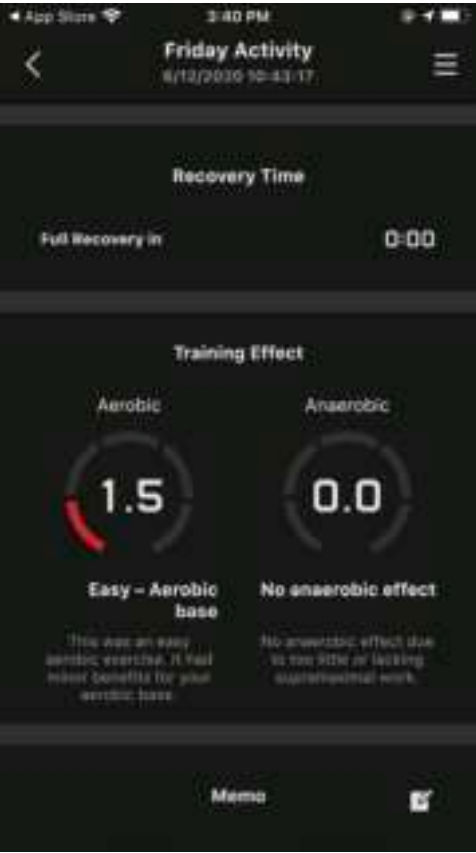 App Store
3:40 PM
Friday Activity
6/12/2020 10:43:17
Recovery Time
Full Recovery in
0:00
Training Effect
Aerobic
Anaerobic
1.5
0.0
Easy – Aerobic
base
No anaerobic effect
This was an easy
aerobic exercise. It had
minor benefits for your
aerobic base.
No anaerobic effect due
to too little or lacking
supramaximal work.
Memo